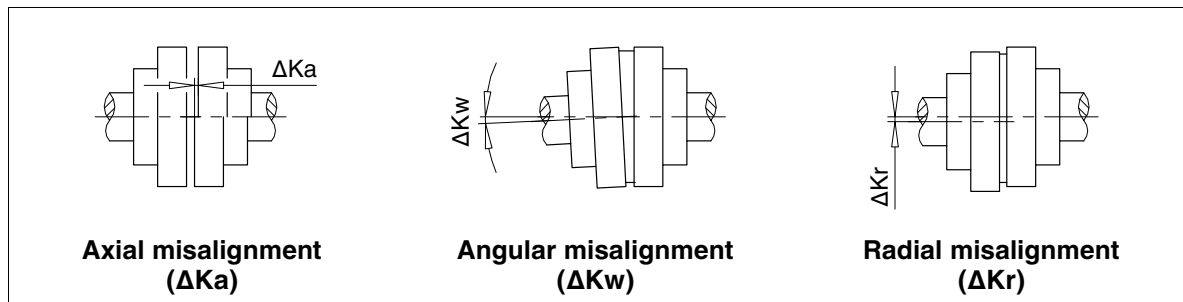 ΔKa
ΔKw
ΔKr
Axial misalignment
(ΔKa)
Angular misalignment
(ΔKw)
Radial misalignment
(ΔKr)